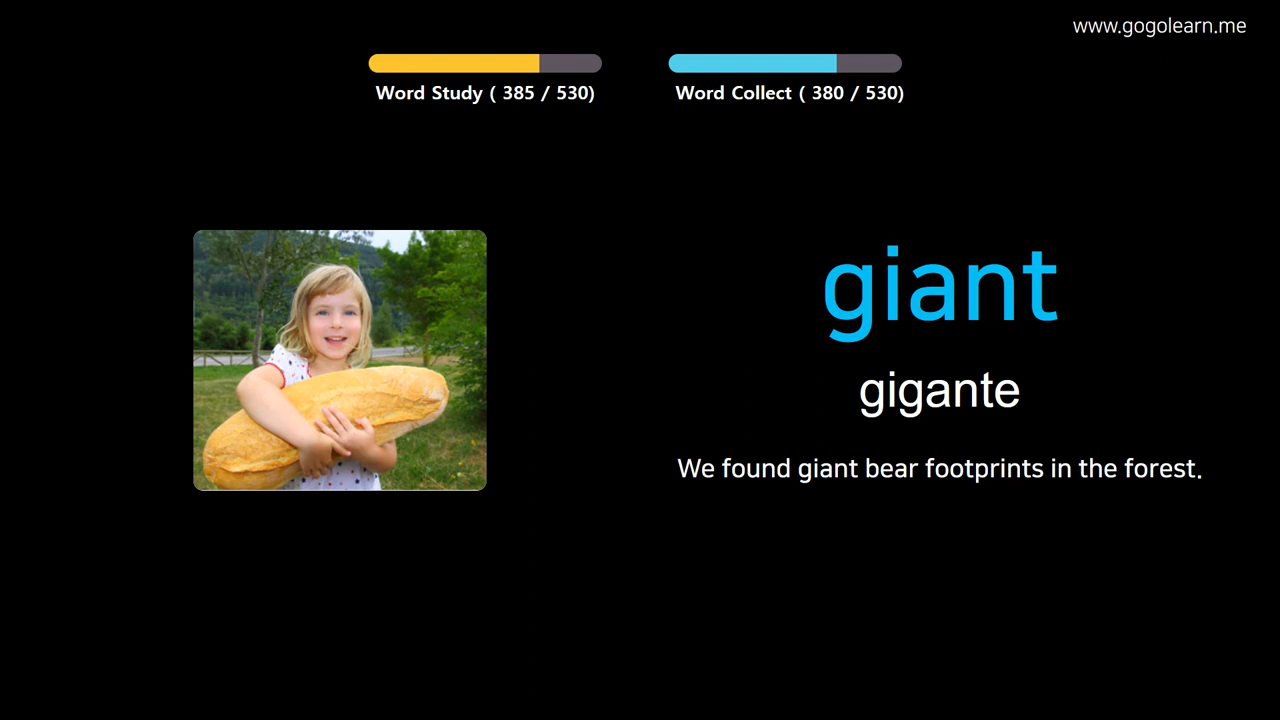 www.gogolearn.me
Word Study ( 385 / 530)
Word Collect ( 380 / 530)
giant
gigante
We found giant bear footprints in the forest.